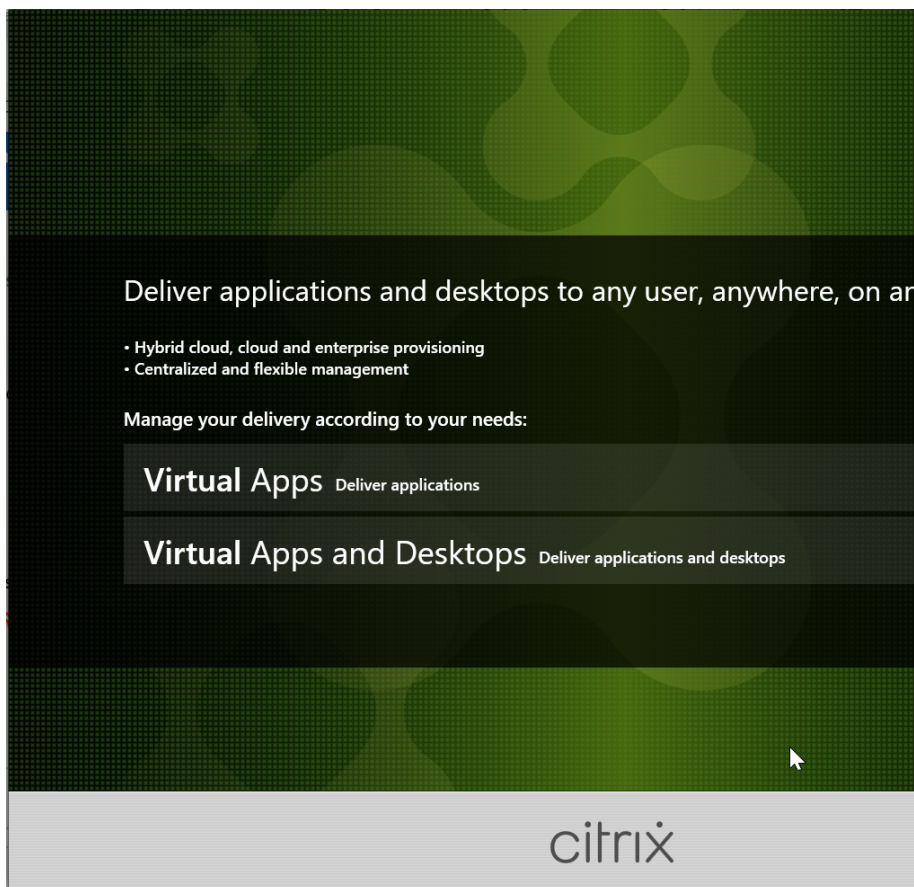 Deliver applications and desktops to any user, anywhere, on
• Hybrid cloud, cloud and enterprise provisioning
• Centralized and flexible management
Manage your delivery according to your needs:
Virtual Apps Deliver applications
Virtual Apps and Desktops Deliver applications and desktops
citrix